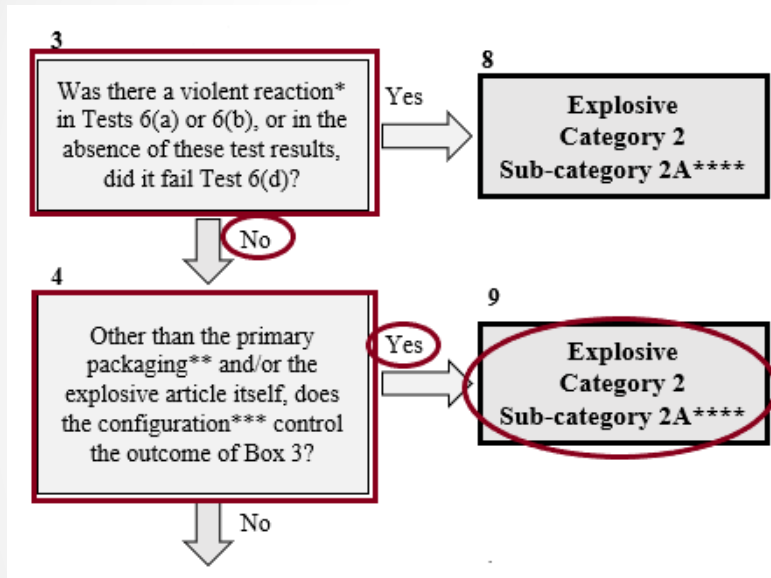 3
Was there a violent reaction*
in Tests 6(a) or 6(b), or in the
absence of these test results,
did it fail Test 6(d)?
Yes
8
Explosive
Category 2
Sub-category 2A****
No
4
Other than the primary
packaging** and/or the
explosive article itself, does
the configuration*** control
the outcome of Box 3?
Yes
9
Explosive
Category 2
Sub-category 2A****
No